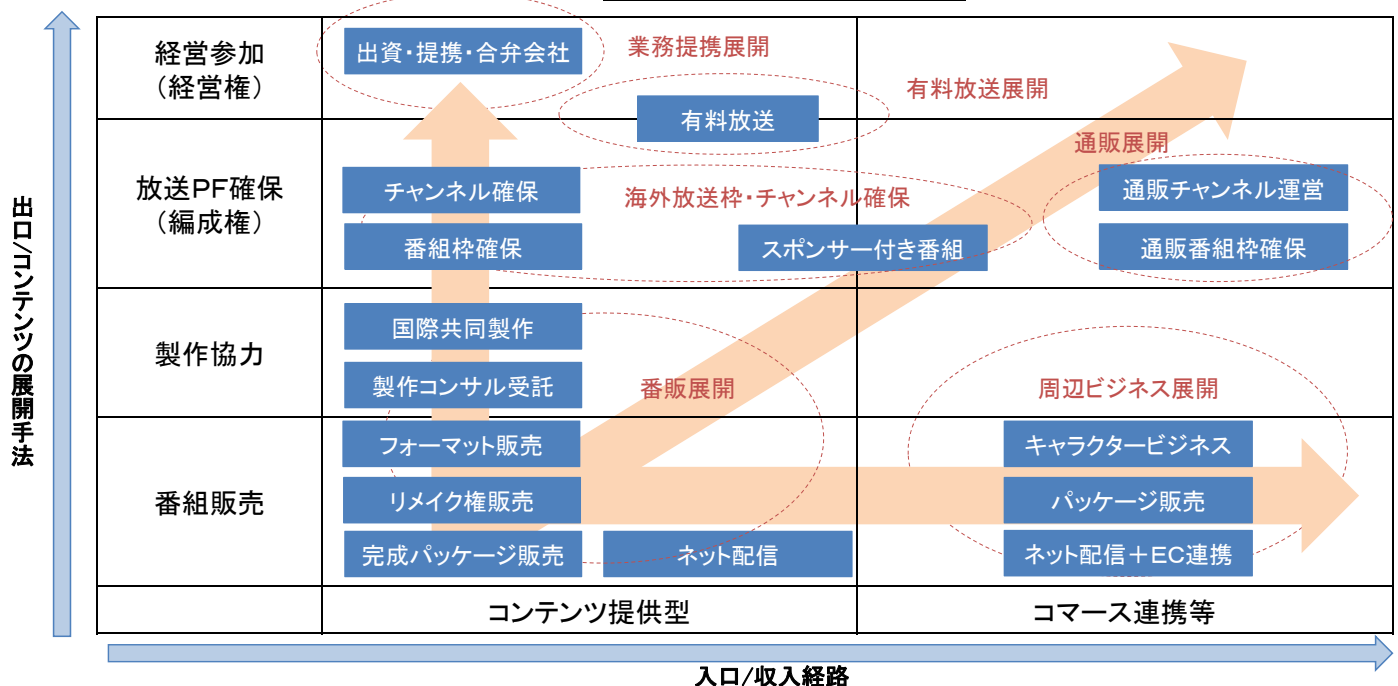 経営参加
(経営権)
出資・提携・合弁会社
業務提携展開
有料放送
有料放送展開
放送PF確保
(編成権)
チャンネル確保
番組枠確保
海外放送枠・チャンネル確保
スポンサー付き番組
通販展開
通販チャンネル運営
通販番組枠確保
製作協力
国際共同製作
製作コンサル受託
番販展開
周辺ビジネス展開
番組販売
フォーマット販売
リメイク権販売
完成パッケージ販売
ネット配信
キャラクタービジネス
パッケージ販売
ネット配信+EC連携
コンテンツ提供型
コマース連携等
出口/コンテンツの展開手法
入口/収入経路